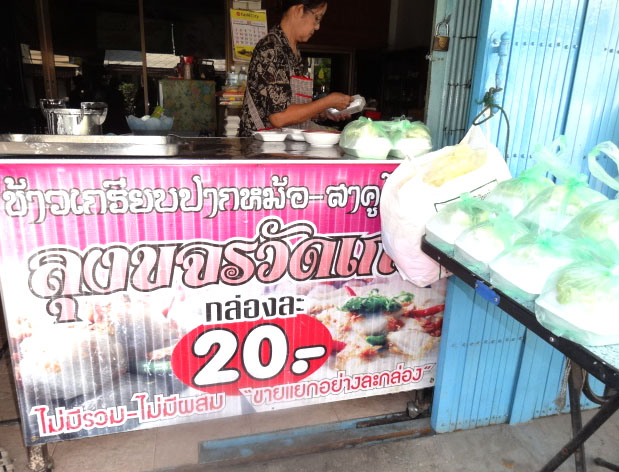 ข้าวเกรียบปากหม้อ-สาคู
ลุงขจรวัด
กล่องละ
20.-
ไม่มีรวม-ไม่มีผสม "ขายแยกอย่างละกล่อง"